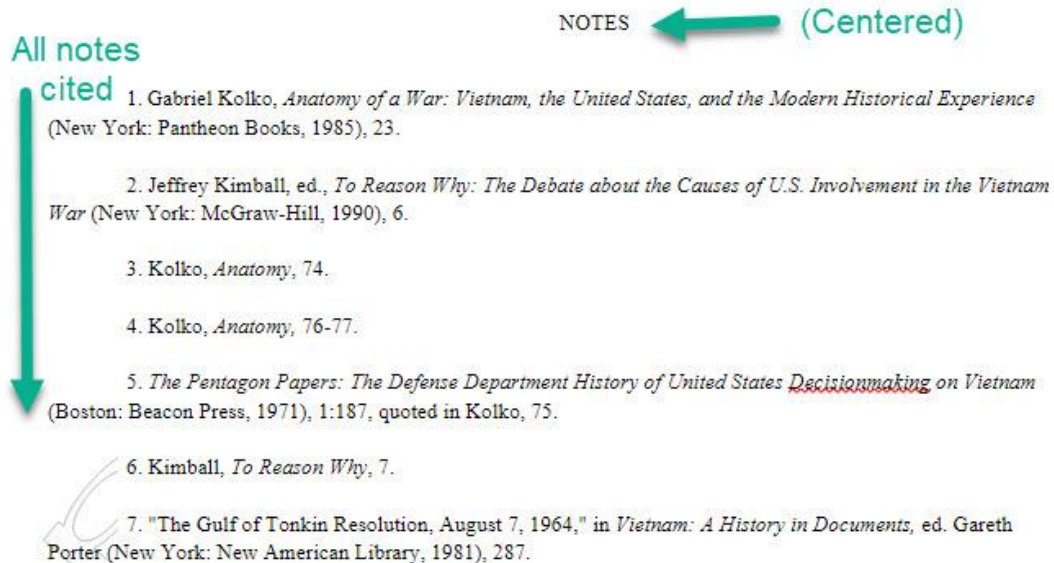 NOTES
(Centered)
All notes
cited
1. Gabriel Kolko, Anatomy of a War: Vietnam, the United States, and the Modern Historical Experience
(New York: Pantheon Books, 1985), 23.
2. Jeffrey Kimball, ed., To Reason Why: The Debate about the Causes of U.S. Involvement in the Vietnam
War (New York: McGraw-Hill, 1990), 6.
3. Kolko, Anatomy, 74.
4. Kolko, Anatomy, 76-77.
5. The Pentagon Papers: The Defense Department History of United States Decisionmaking on Vietnam
(Boston: Beacon Press, 1971), 1:187, quoted in Kolko, 75.
6. Kimball, To Reason Why, 7.
7. "The Gulf of Tonkin Resolution, August 7, 1964," in Vietnam: A History in Documents, ed. Gareth
Porter (New York: New American Library, 1981), 287.